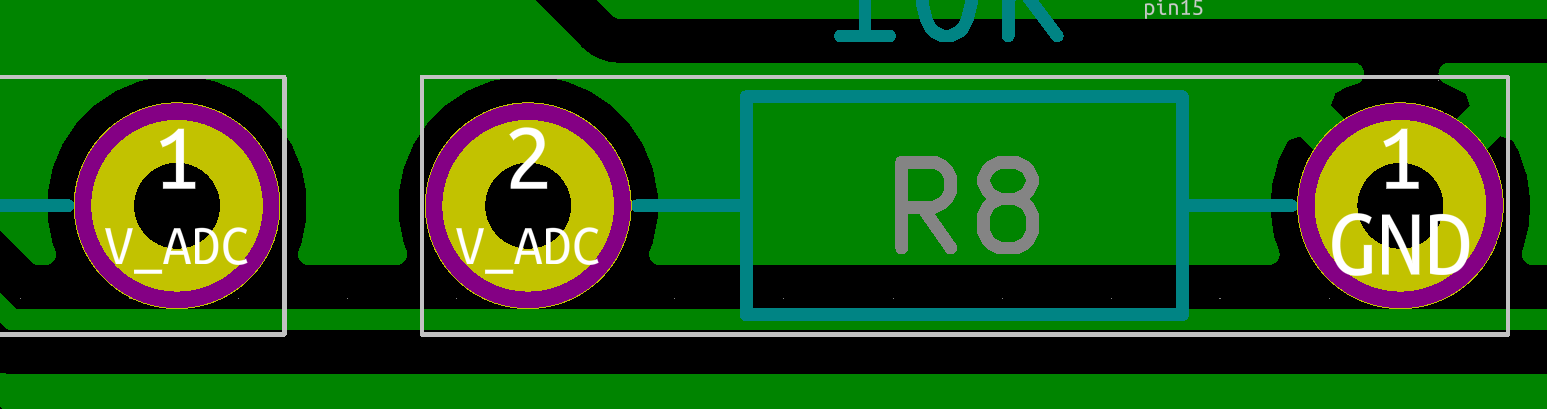 10K
pin15
1
V_ADC
2
V_ADC
R8
1
GND